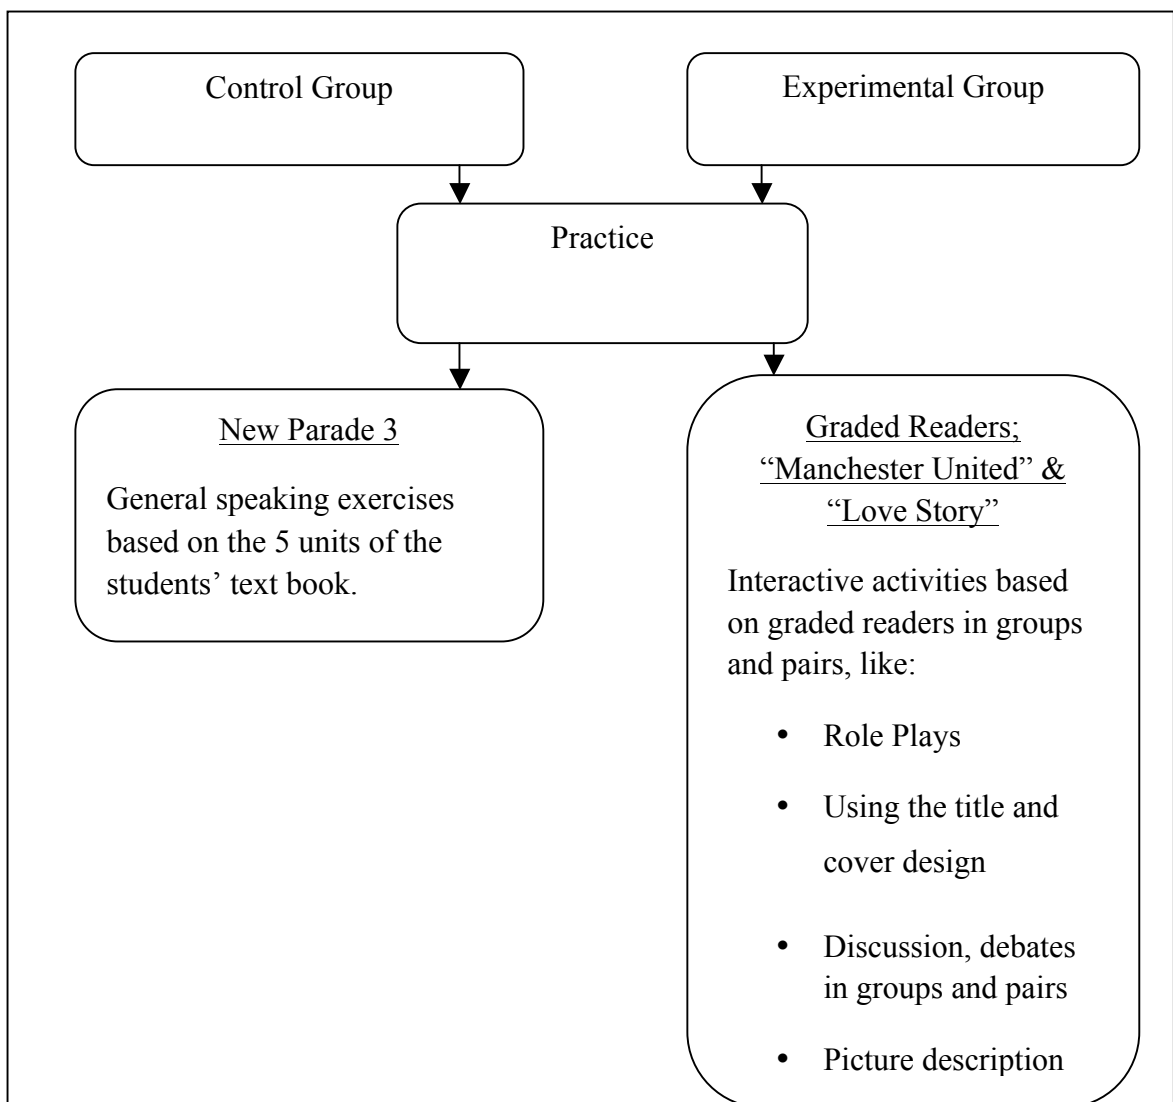 Control Group
Experimental Group
Practice
New Parade 3
General speaking exercises
based on the 5 units of the
students’ text book.
Graded Readers;
“Manchester United” &
“Love Story”
Interactive activities based
on graded readers in groups
and pairs, like:
• Role Plays
• Using the title and
cover design
• Discussion, debates
in groups and pairs
• Picture description